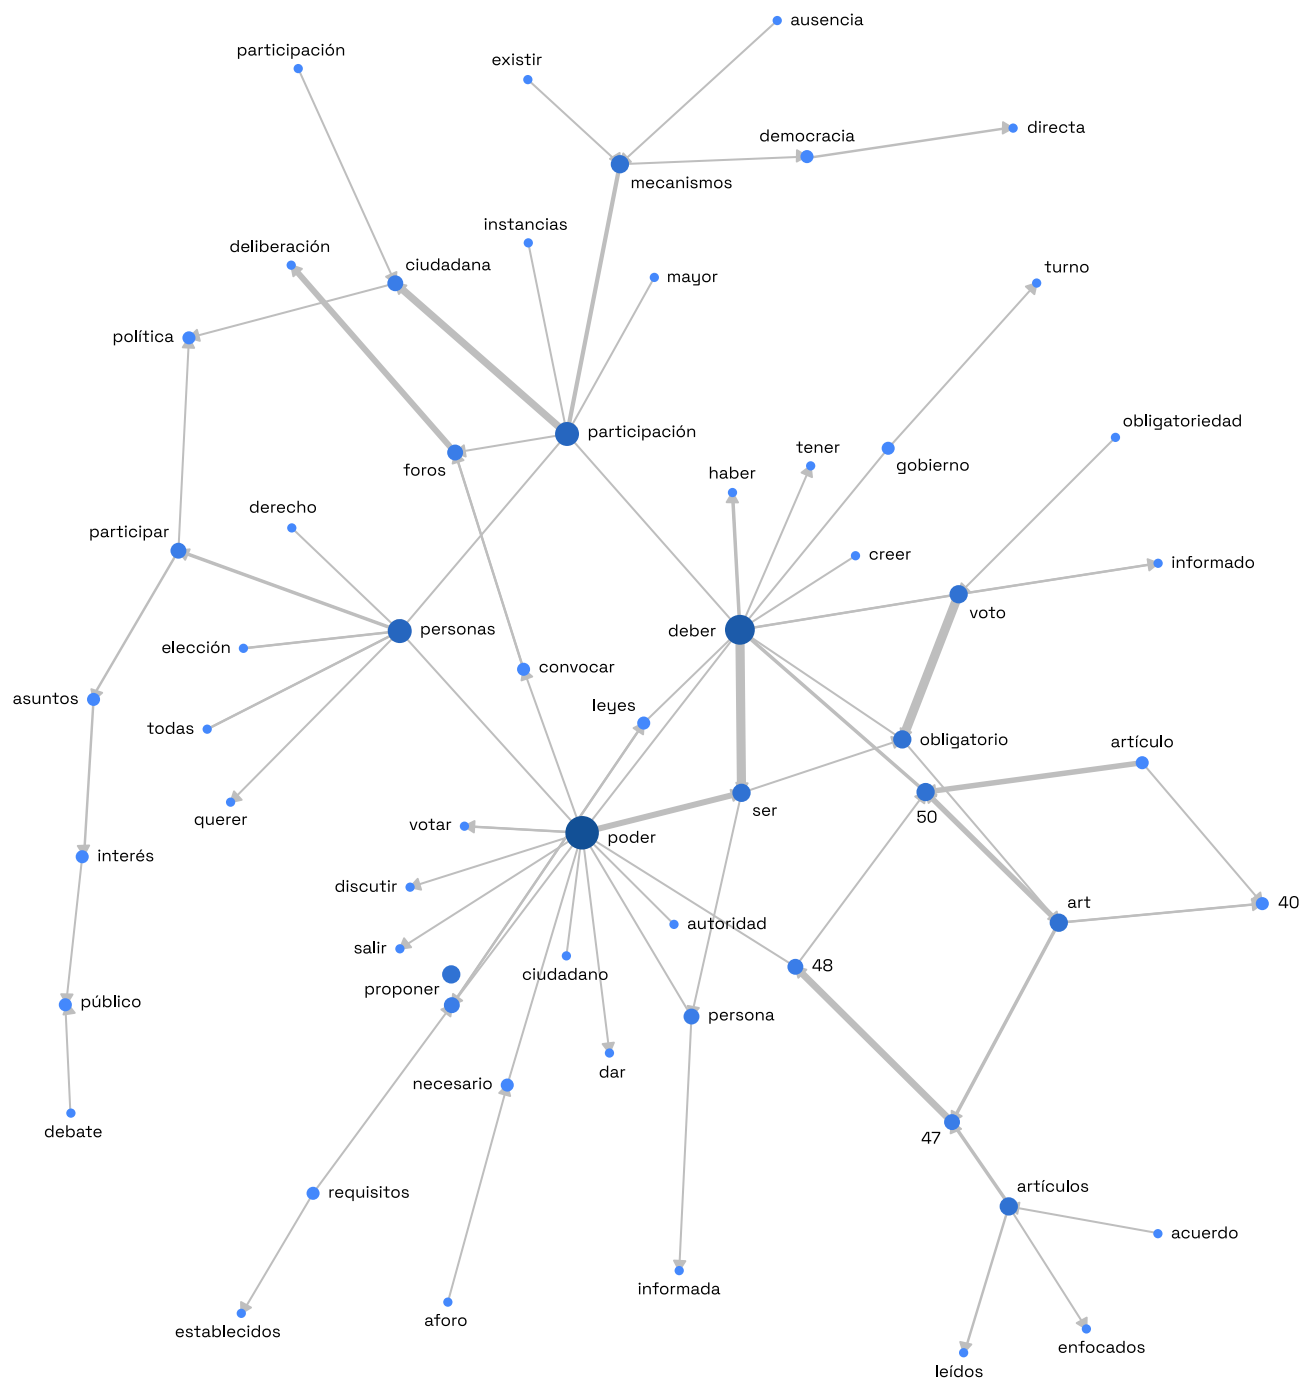 ausencia
participación
existir
directa
democracia
mecanismos
instancias
deliberación
ciudadana
turno
mayor
política
obligatoriedad
participación
tener
gobierno
foros
haber
derecho
participar
creer
informado
voto
personas
deber
elección
convocar
asuntos
leyes
todas
obligatorio
artículo
querer
ser
50
votar
poder
interés
discutir
art
40
autoridad
salir
ciudadano
48
proponer
público
persona
dar
necesario
debate
47
artículos
requisitos
acuerdo
informada
aforo
establecidos
enfocados
leídos